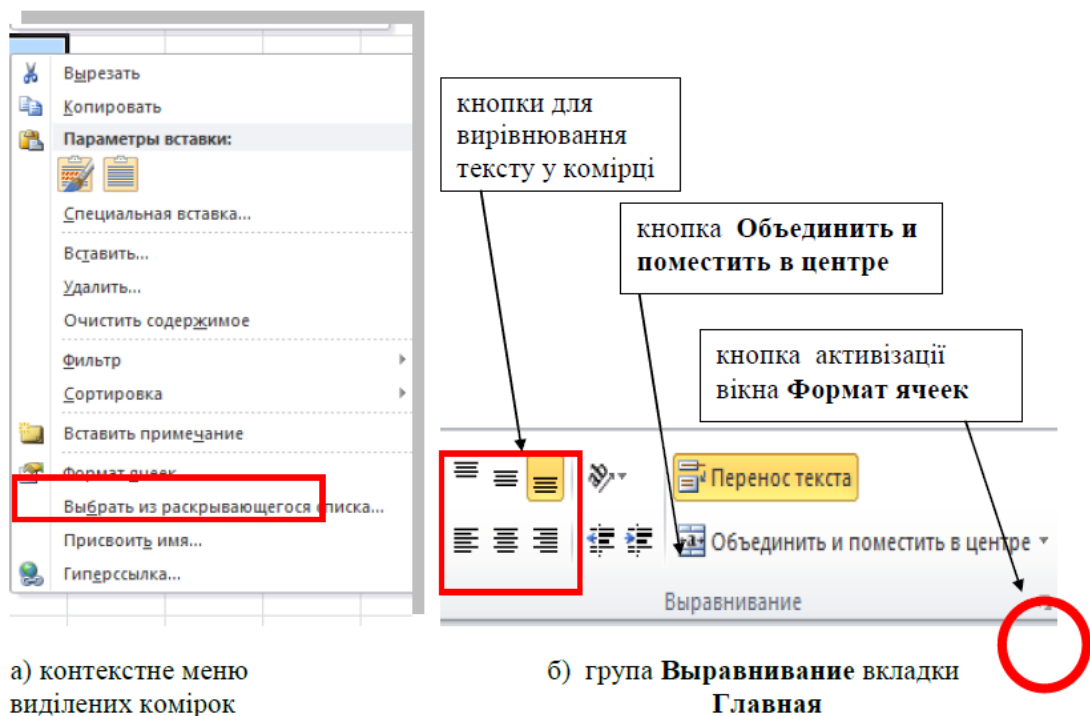 Вырезать
Копировать
Параметры вставки:
Специальная вставка...
Вставить...
Удалить...
Очистить содержимое
Фильтр
Сортировка
Вставить примечание
Формат ячеек
Выбрать из раскрывающегося списка...
Присвоить имя...
Гиперссылка...
кнопки для
вирівнювання
тексту у комірці
кнопка Объединить и
поместить в центре
кнопка активізації
вікна Формат ячеек
Перенос текста
Объединить и поместить в центре
Выравнивание
а) контекстне меню
виділених комірок
б) група Выравнивание вкладки
Главная